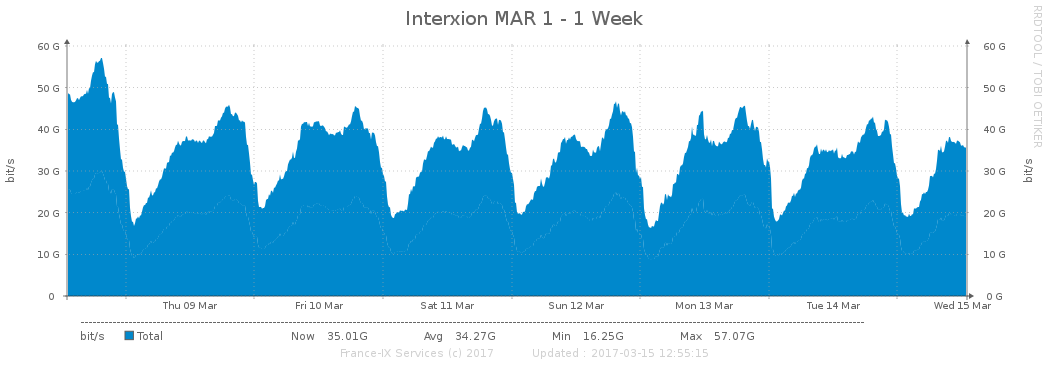 Interxion MAR 1 - 1 Week
RRDTOOL / TOBI OETIKER
60 G 60 G
50 G 50 G
40 G 40 G
30 G 30 G
20 G 20 G
10 G 10 G
0 0 G
bit/s
bit/s
Thu 09 Mar Fri 10 Mar Sat 11 Mar Sun 12 Mar Mon 13 Mar Tue 14 Mar Wed 15 Mar
bit/s Total Now 35.01G Avg 34.27G Min 16.25G Max 57.07G
France-IX Services (c) 2017 Updated : 2017-03-15 12:55:15